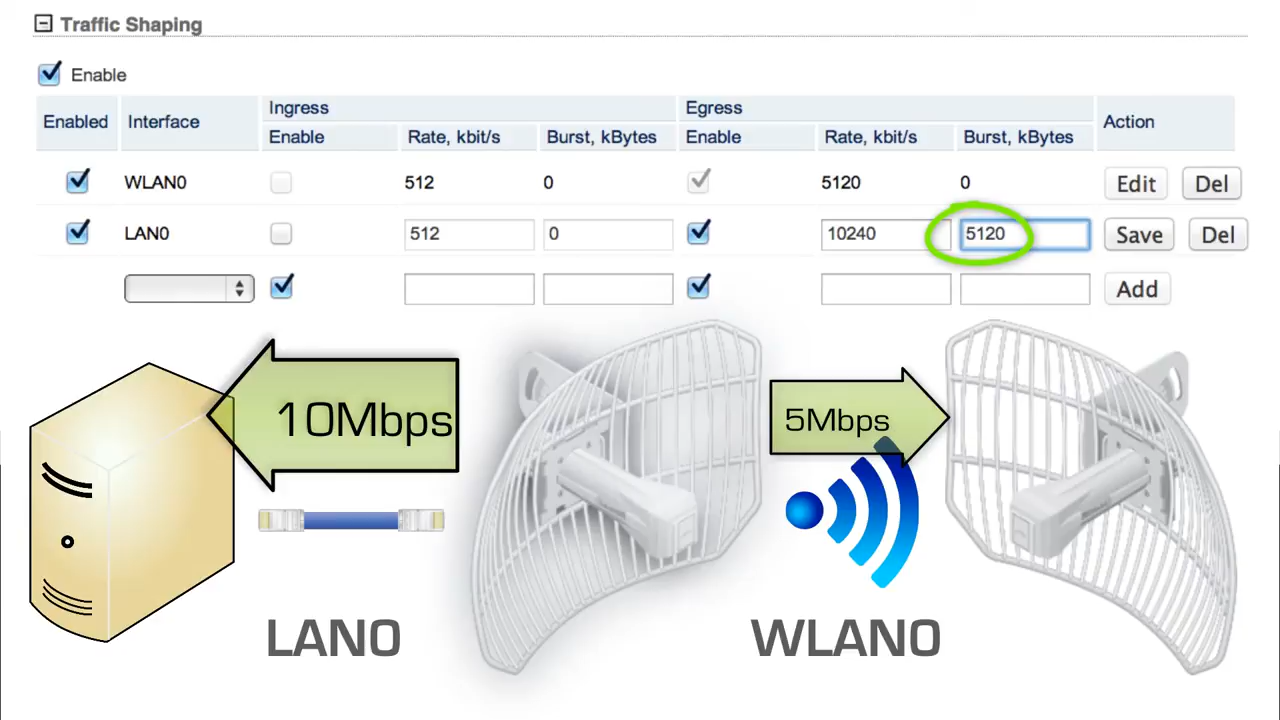 Traffic Shaping
Enable
Enabled Interface Ingress Egress Action
Enable Rate, kbit/s Burst, kBytes Enable Rate, kbit/s Burst, kBytes
WLAN0 512 0 5120 0 Edit Del
LAN0 512 0 10240 5120 Save Del
Add
10Mbps 5Mbps
LAN0 WLAN0